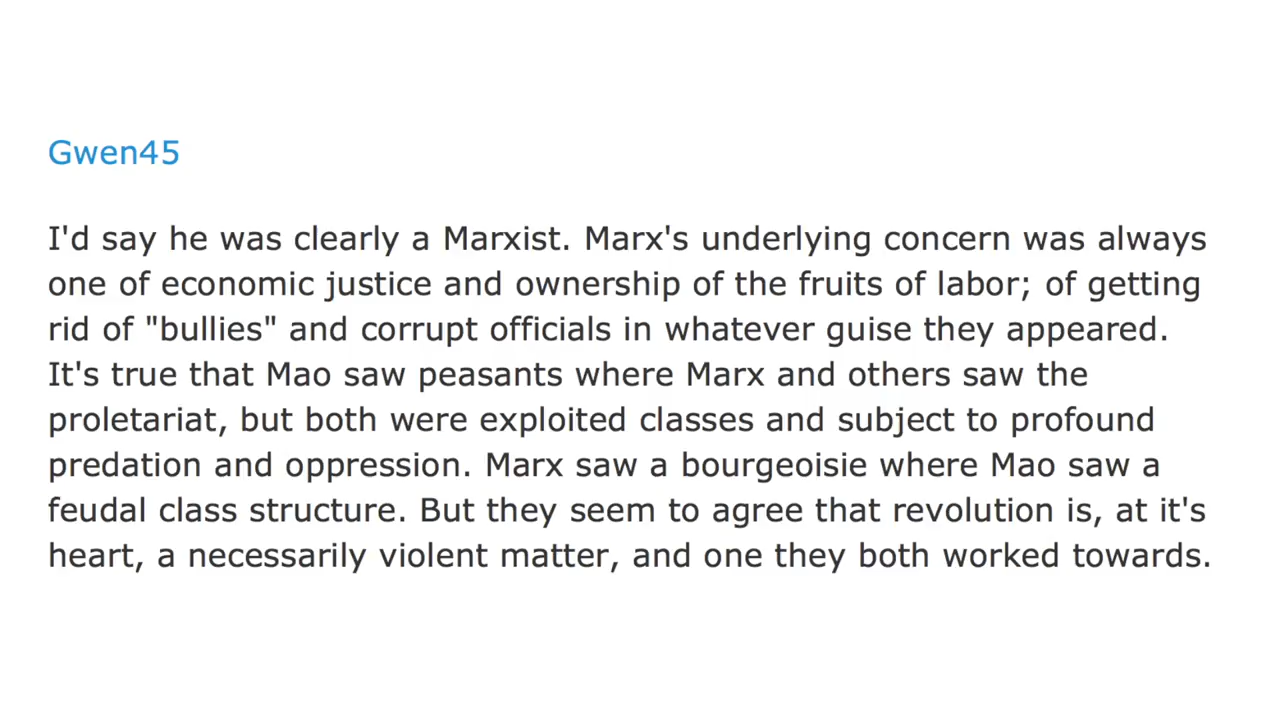 Gwen45
I'd say he was clearly a Marxist. Marx's underlying concern was always
one of economic justice and ownership of the fruits of labor; of getting
rid of "bullies" and corrupt officials in whatever guise they appeared.
It's true that Mao saw peasants where Marx and others saw the
proletariat, but both were exploited classes and subject to profound
predation and oppression. Marx saw a bourgeoisie where Mao saw a
feudal class structure. But they seem to agree that revolution is, at it's
heart, a necessarily violent matter, and one they both worked towards.